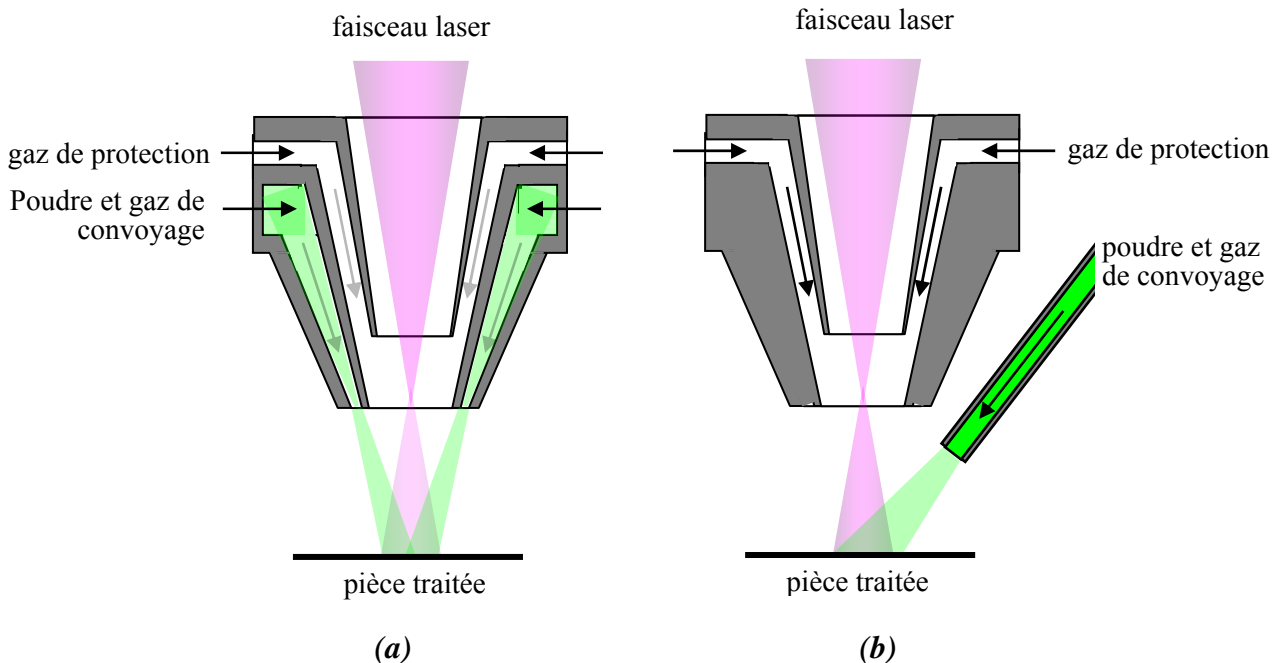 faisceau laser
gaz de protection
Poudre et gaz de
convoyage
pièce traitée
(a)
faisceau laser
gaz de protection
poudre et gaz
de convoyage
pièce traitée
(b)